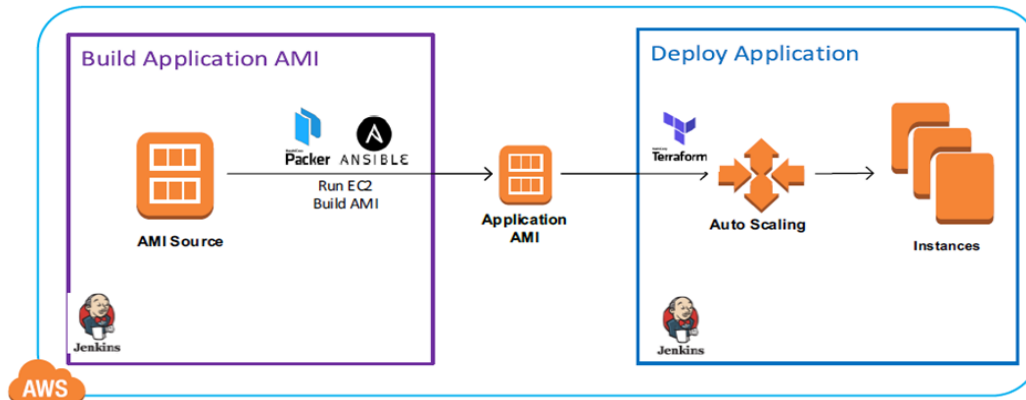 Build Application AMI
Deploy Application
Packer
ANSIBLE
Run EC2
Build AMI
AMI Source
Application
AMI
Terraform
Auto Scaling
Instances
Jenkins
Jenkins
AWS